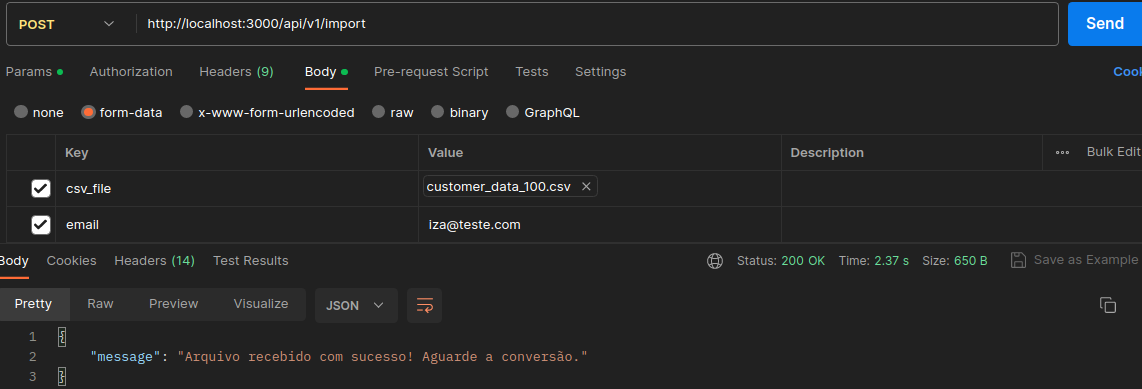 POST http://localhost:3000/api/v1/import Send
Params Authorization Headers (9) Body Pre-request Script Tests Settings Cook
none form-data x-www-form-urlencoded raw binary GraphQL
Key Value Description Bulk Edit
csv_file customer_data_100.csv
email iza@teste.com
Body Cookies Headers (14) Test Results Status: 200 OK Time: 2.37 s Size: 650 B Save as Example
Pretty Raw Preview Visualize JSON
1 {
2 "message": "Arquivo recebido com sucesso! Aguarde a conversão."
3 }